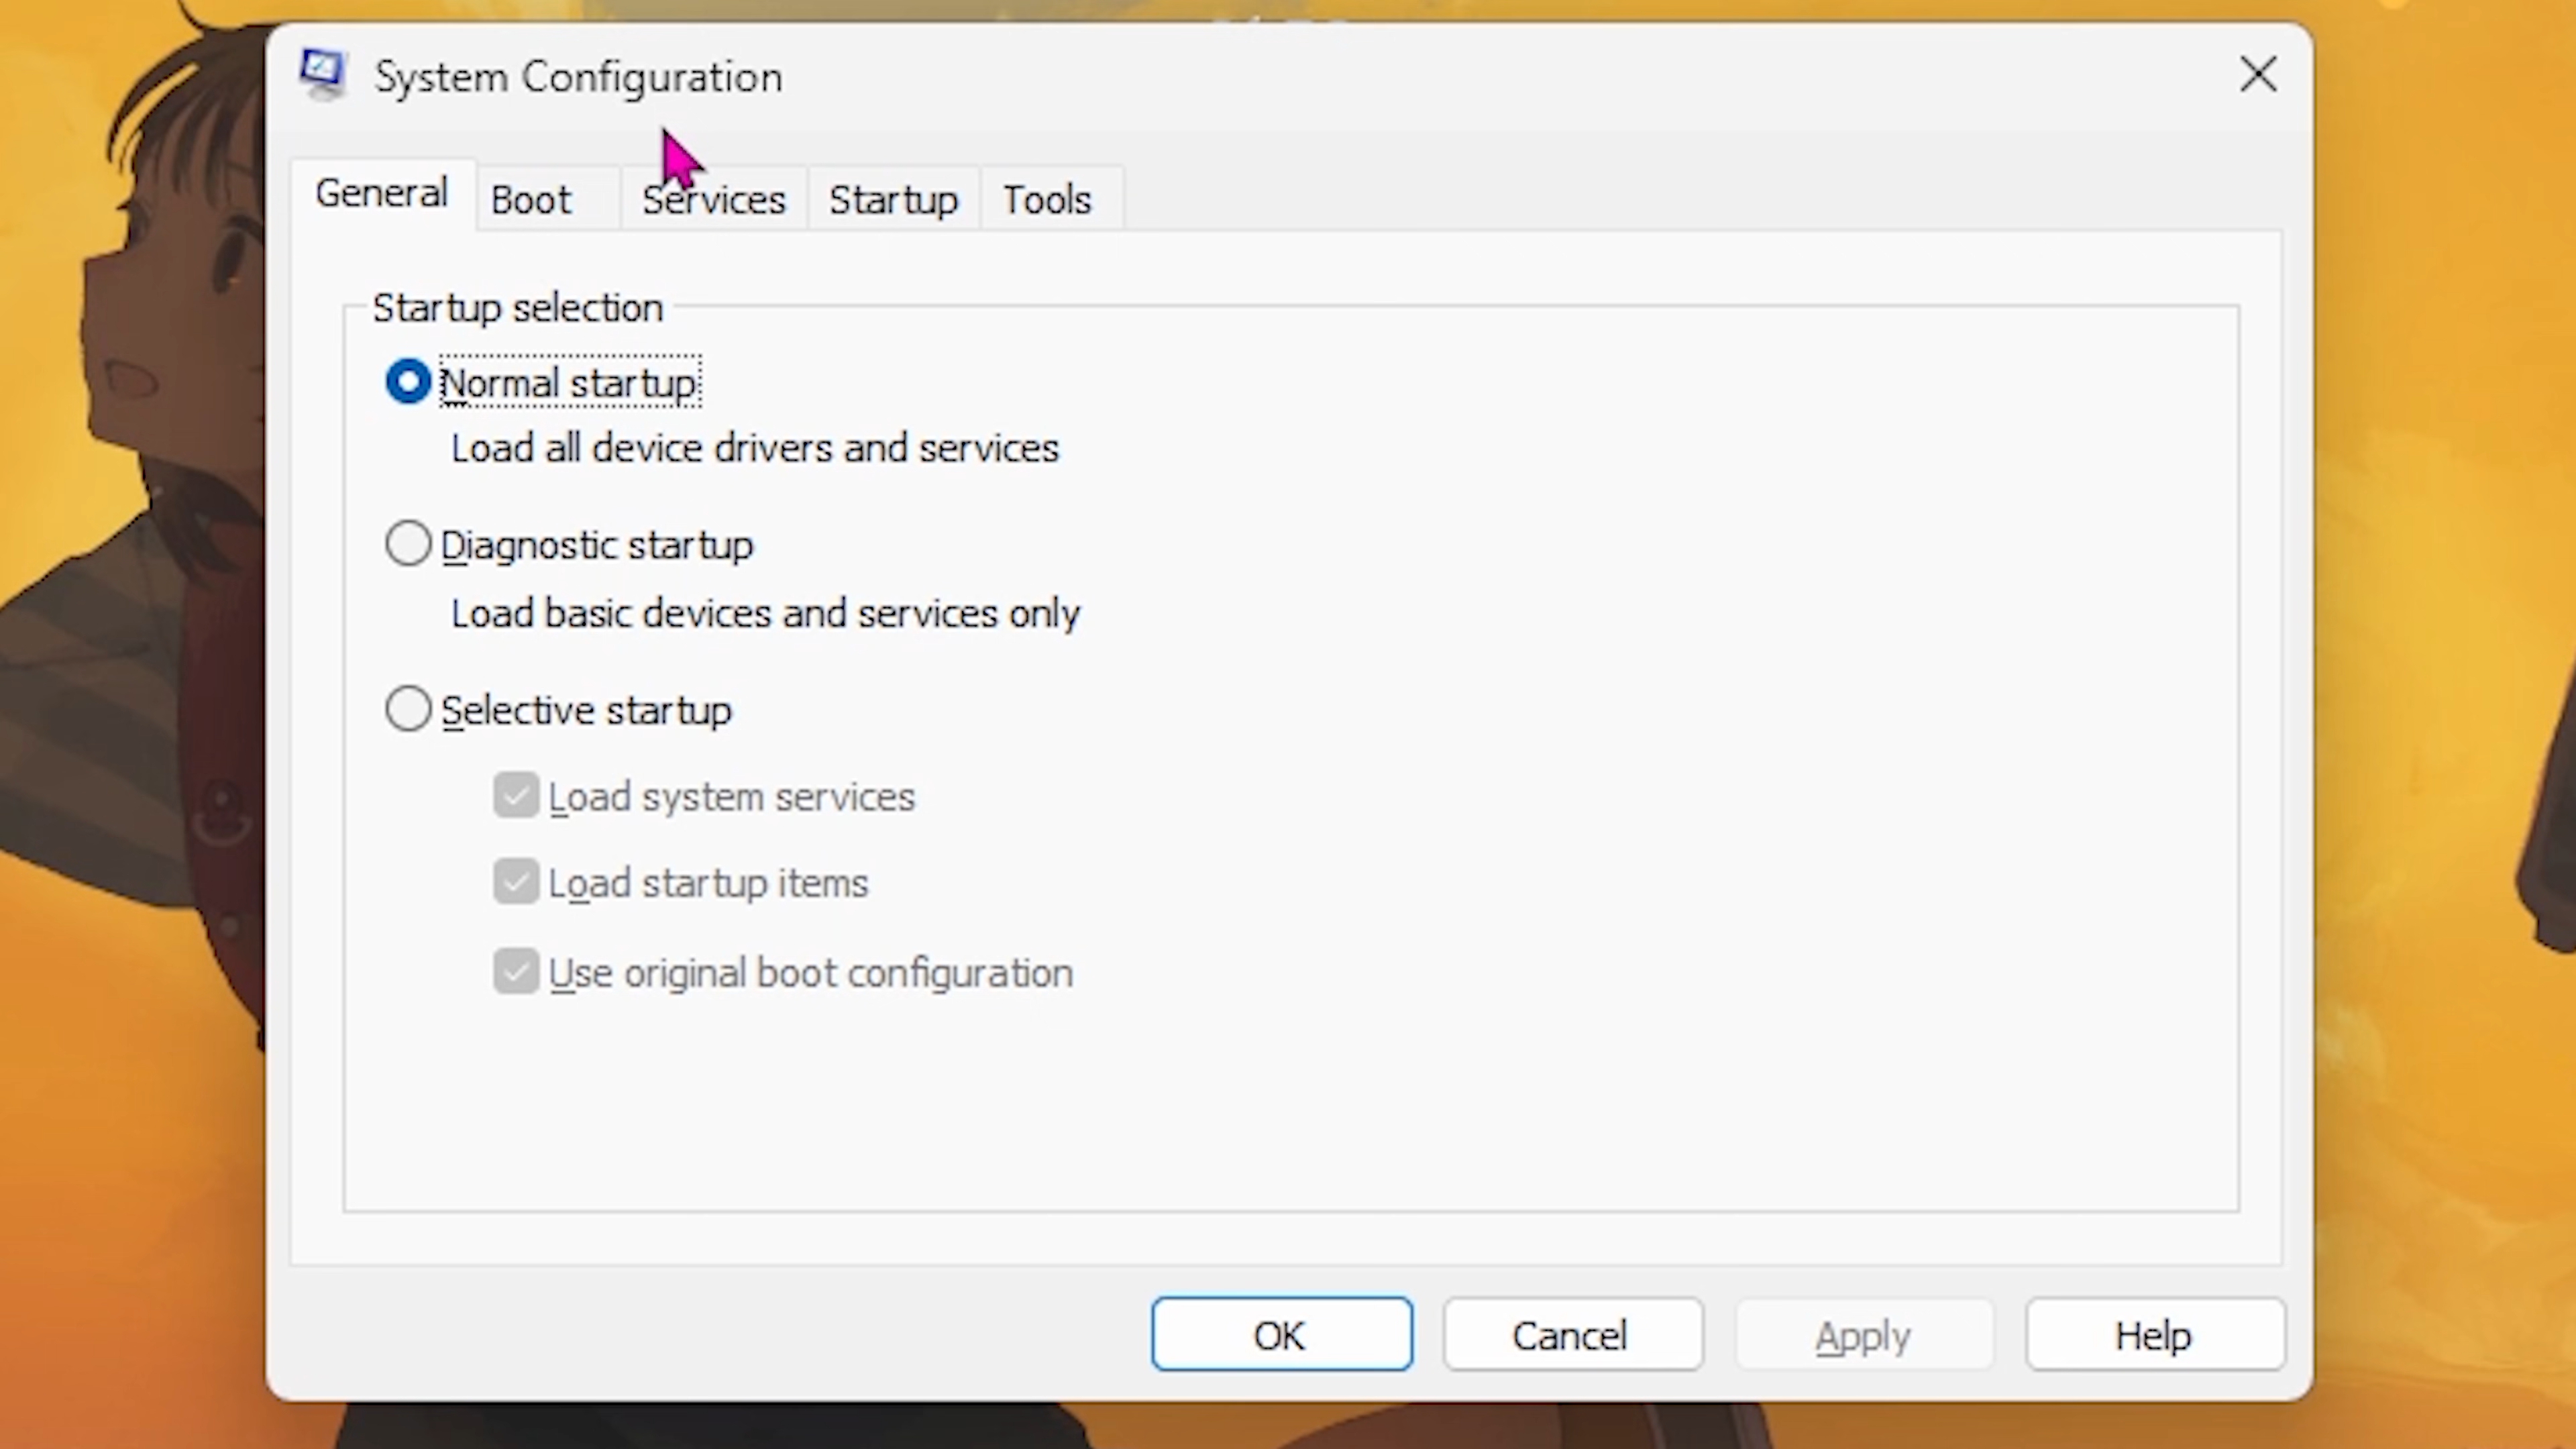 System Configuration
General Boot Services Startup Tools
Startup selection
Normal startup
Load all device drivers and services
Diagnostic startup
Load basic devices and services only
Selective startup
Load system services
Load startup items
Use original boot configuration
OK Cancel Apply Help